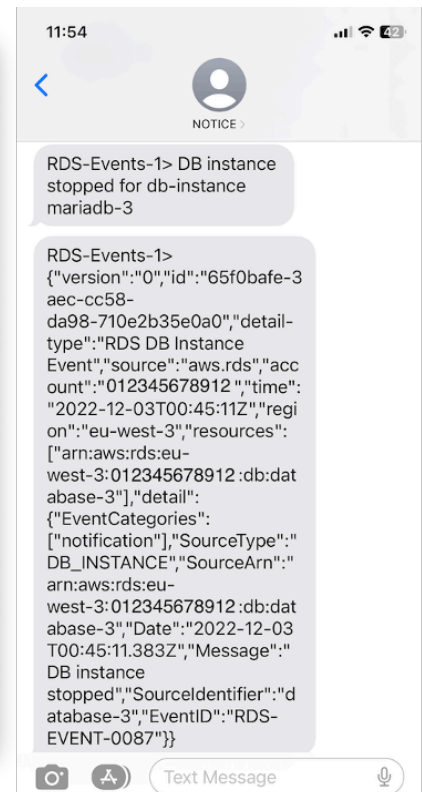 11:54
42
NOTICE >
RDS-Events-1> DB instance
stopped for db-instance
mariadb-3
RDS-Events-1>
{"version":"0","id":"65f0bafe-3
aec-cc58-
da98-710e2b35e0a0","detail-
type":"RDS DB Instance
Event","source":"aws.rds","acc
ount":"012345678912 ","time":
"2022-12-03T00:45:11Z","regi
on":"eu-west-3","resources":
["arn:aws:rds:eu-
west-3:012345678912 :db:dat
abase-3"],"detail":
{"EventCategories":
["notification"],"SourceType":"
DB_INSTANCE","SourceArn":"
arn:aws:rds:eu-
west-3:012345678912 :db:dat
abase-3","Date":"2022-12-03
T00:45:11.383Z","Message":"
DB instance
stopped","SourceIdentifier":"d
atabase-3","EventID":"RDS-
EVENT-0087"}}
Text Message